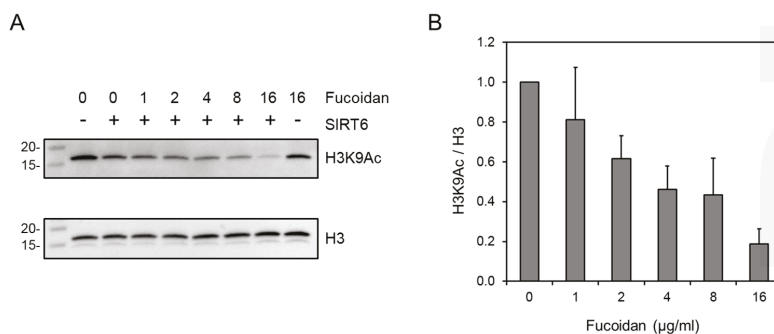 A
0 0 1 2 4 8 16 16 Fucoidan
- + + + + + + - SIRT6
20-
15-
H3K9Ac
20-
15-
H3
B
H3K9Ac / H3
1.2
1.0
0.8
0.6
0.4
0.2
0.0
0 1 2 4 8 16
Fucoidan (µg/ml)